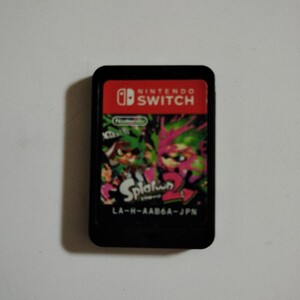 NINTENDO
SWITCH
Nintendo
Splatoon 2
LA-H-AAB6A-JPN